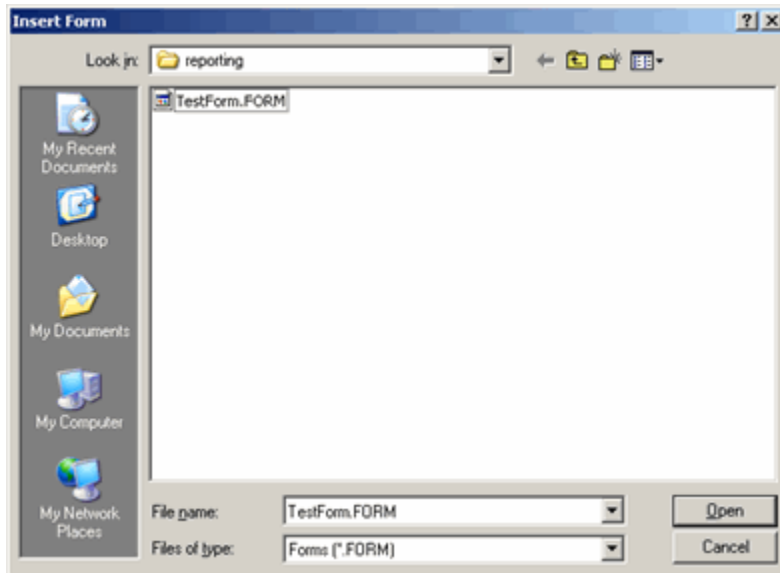 Insert Form
Look in: reporting
TestForm.FORM
My Recent
Documents
Desktop
My Documents
My Computer
My Network
Places
File name: TestForm.FORM
Open
Files of type: Forms (*.FORM)
Cancel